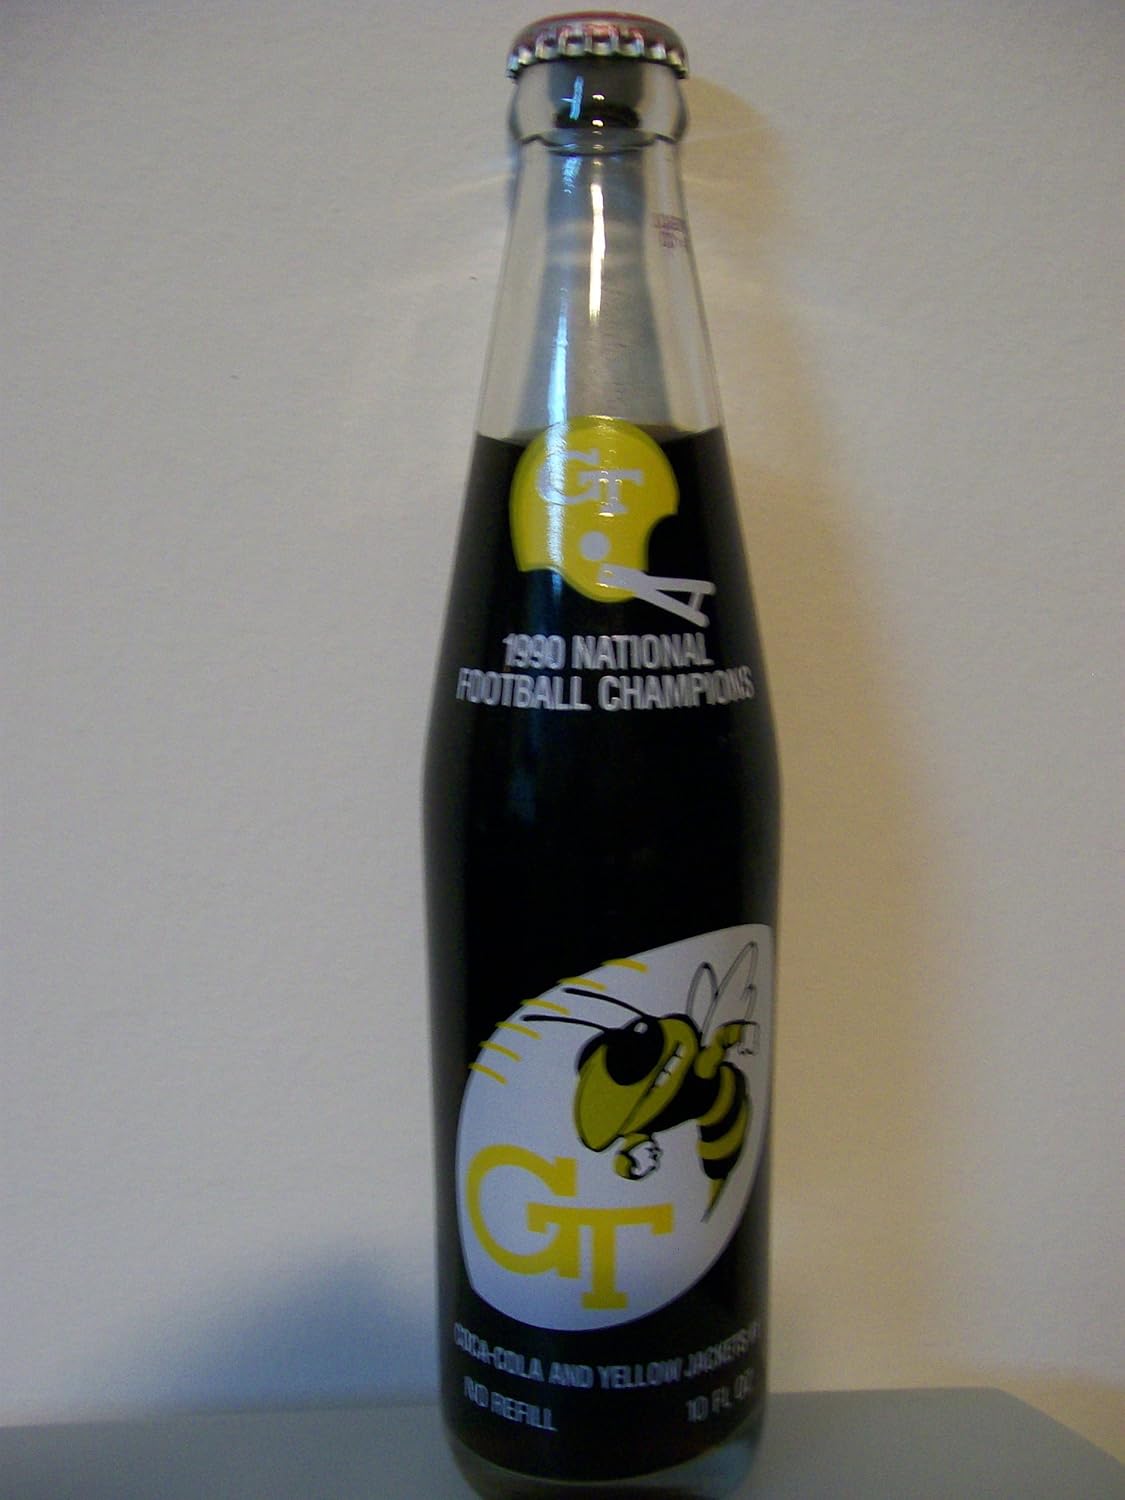 GT
1990 NATIONAL
FOOTBALL CHAMPIONS
GT
COCA-COLA AND YELLOW JACKETS
NO REFILL 10 FL OZ